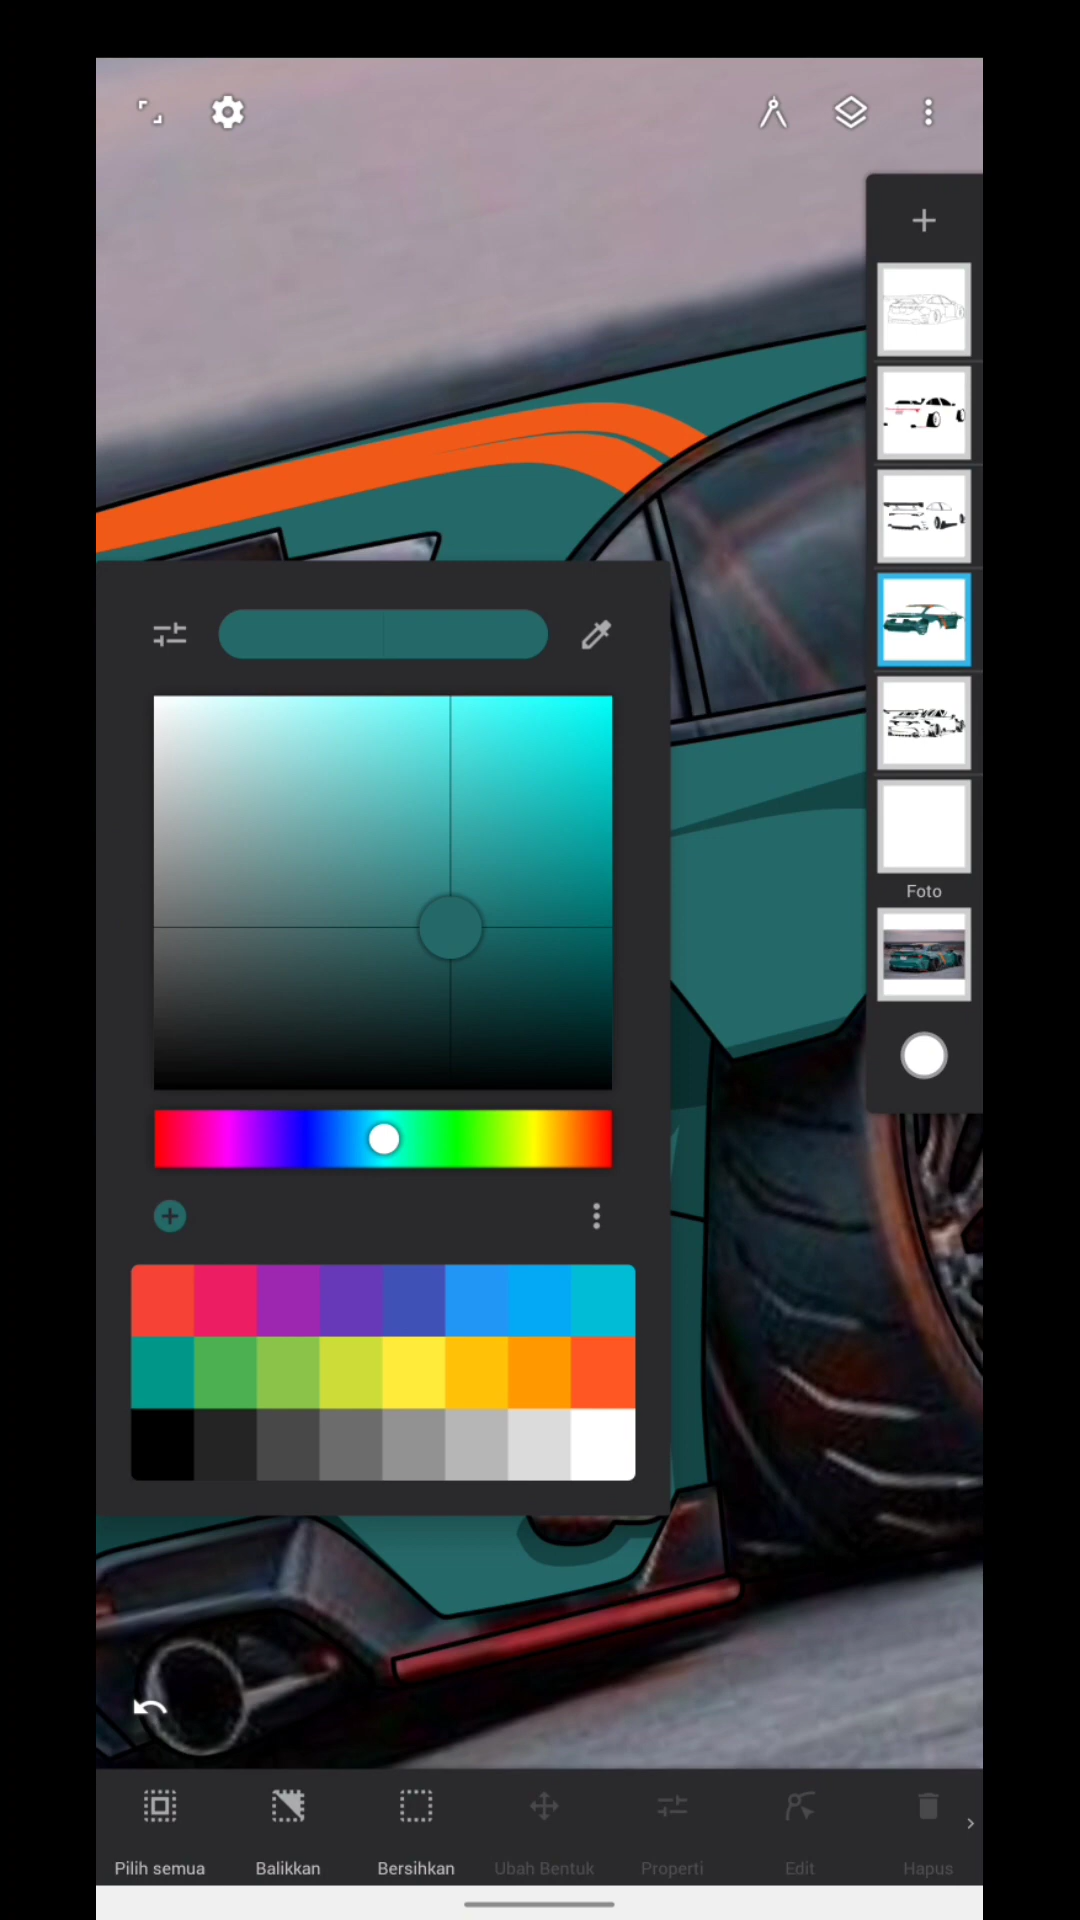 Foto
Pilih semua
Balikkan
Bersihkan
Ubah Bentuk
Properti
Edit
Hapus